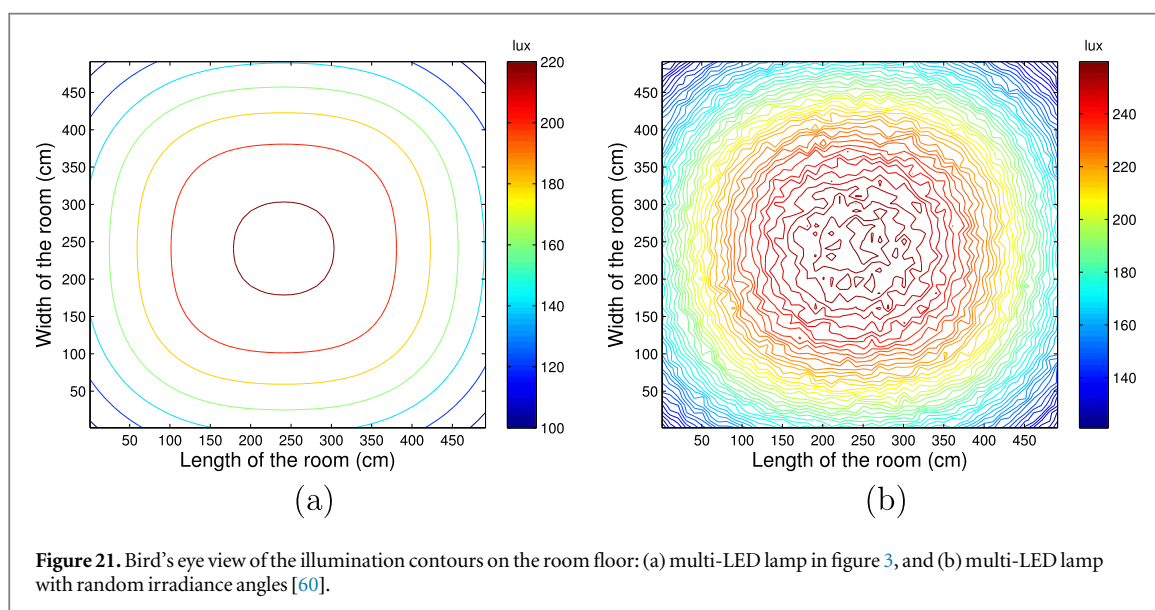 lux
220
200
180
160
140
120
100
450
400
350
300
250
200
150
100
50
Width of the room (cm)
50 100 150 200 250 300 350 400 450
Length of the room (cm)
(a)
lux
240
220
200
180
160
140
450
400
350
300
250
200
150
100
50
Width of the room (cm)
50 100 150 200 250 300 350 400 450
Length of the room (cm)
(b)
Figure 21. Bird's eye view of the illumination contours on the room floor: (a) multi-LED lamp in figure 3, and (b) multi-LED lamp
with random irradiance angles [60].